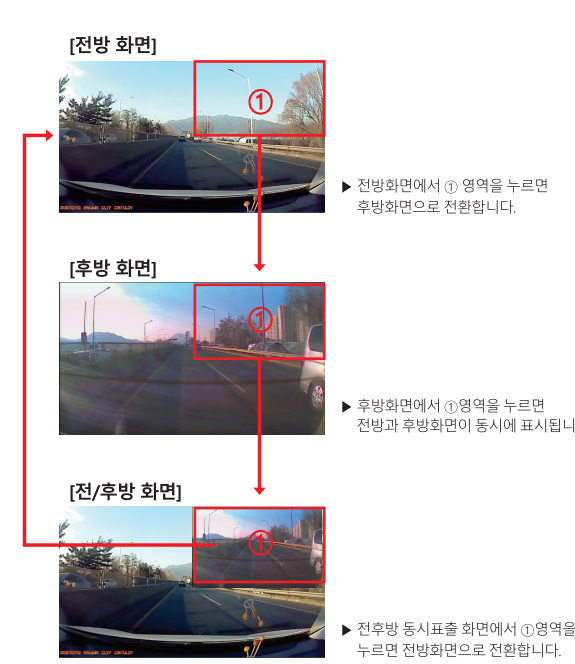 [전방 화면]
①
▶ 전방화면에서 ① 영역을 누르면
후방화면으로 전환합니다.
[후방 화면]
①
▶ 후방화면에서 ①영역을 누르면
전방과 후방화면이 동시에 표시됩니
[전/후방 화면]
①
▶ 전후방 동시표출 화면에서 ①영역을
누르면 전방화면으로 전환합니다.